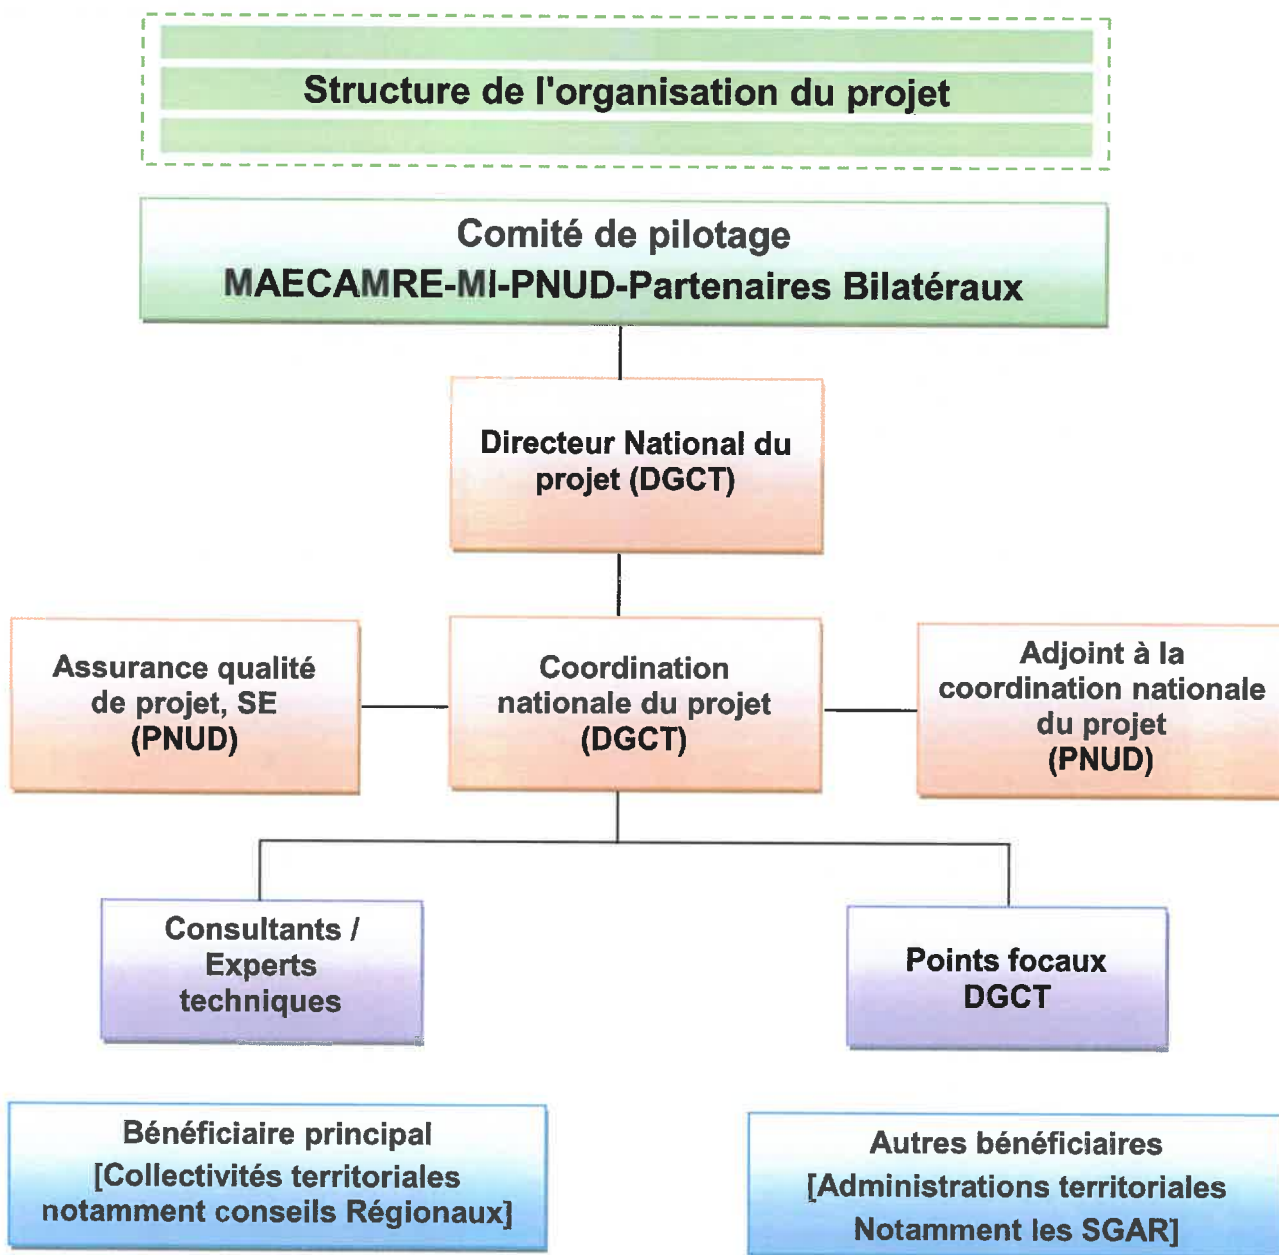 Structure de l'organisation du projet
Comité de pilotage
MAECAMRE-MI-PNUD-Partenaires Bilatéraux
Directeur National du
projet (DGCT)
Assurance qualité
de projet, SE
(PNUD)
Coordination
nationale du projet
(DGCT)
Adjoint à la
coordination nationale
du projet
(PNUD)
Consultants /
Experts
techniques
Points focaux
DGCT
Bénéficiaire principal
[Collectivités territoriales
notamment conseils Régionaux]
Autres bénéficiaires
[Administrations territoriales
Notamment les SGAR]